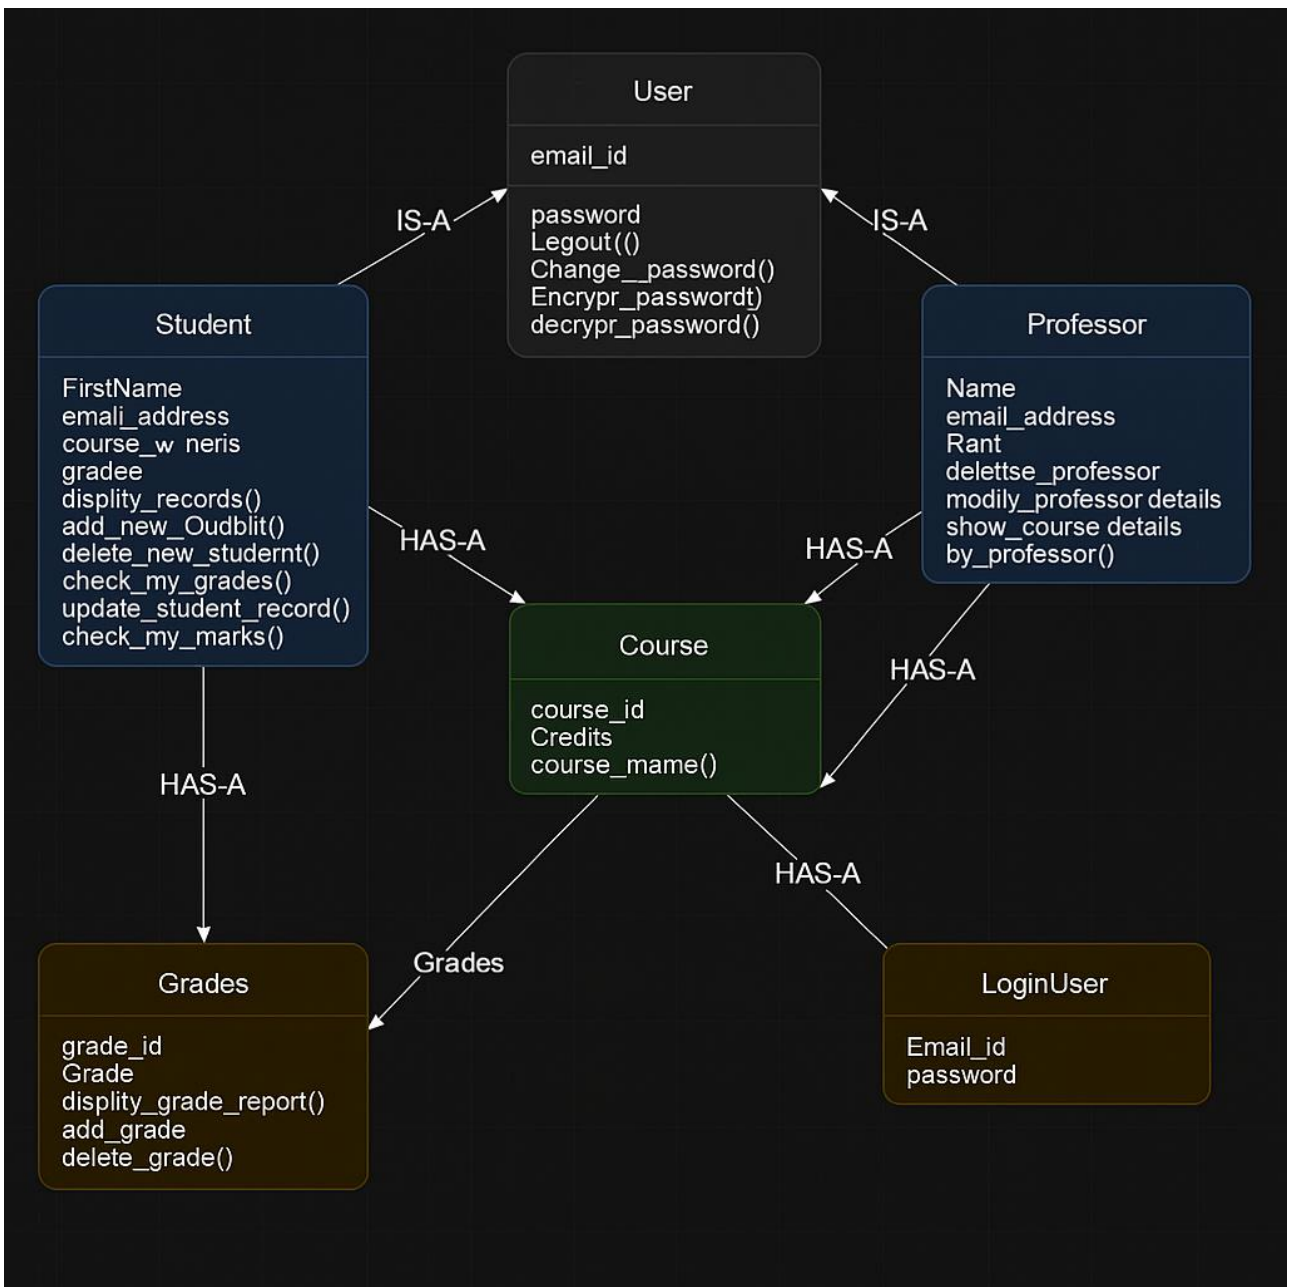 User
email_id
password
Legout(()
Change__password()
Encrypr_passwordt)
decrypr_password()
IS-A
IS-A
Student
FirstName
emali_address
course_w neris
gradee
displity_records()
add_new_Oudblit()
delete_new_studernt()
check_my_grades()
update_student_record()
check_my_marks()
Professor
Name
email_address
Rant
delettse_professor
modily_professor details
show_course details
by_professor()
HAS-A
HAS-A
HAS-A
Course
course_id
Credits
course_mame()
HAS-A
HAS-A
Grades
Grades
grade_id
Grade
displity_grade_report()
add_grade
delete_grade()
LoginUser
Email_id
password